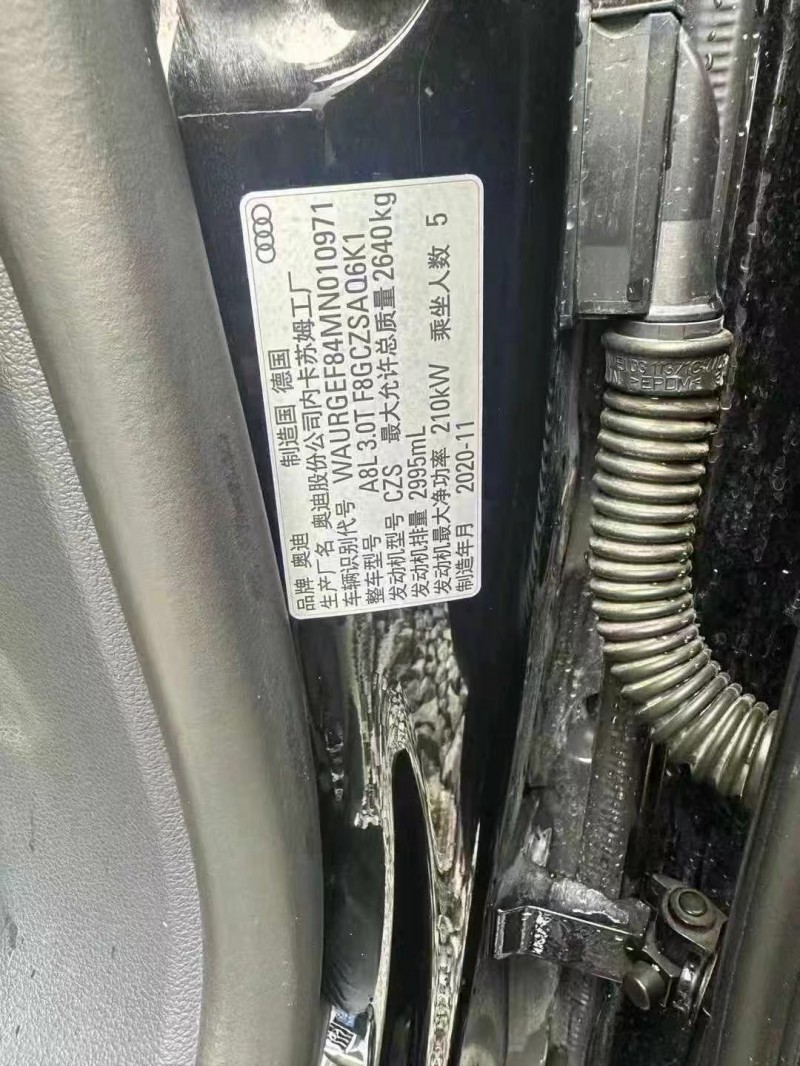 品牌 奥迪 制造国 德国
生产厂名 奥迪股份公司内卡苏姆工厂
车辆识别代号 WAURGEF84MN010971
整车型号 A8L 3.0T F8GCZSAQ6K1
发动机型号 CZS 最大允许总质量 2640kg
发动机排量 2995mL
发动机最大净功率 210kW 乘坐人数 5
制造年月 2020-11
>EPDM<